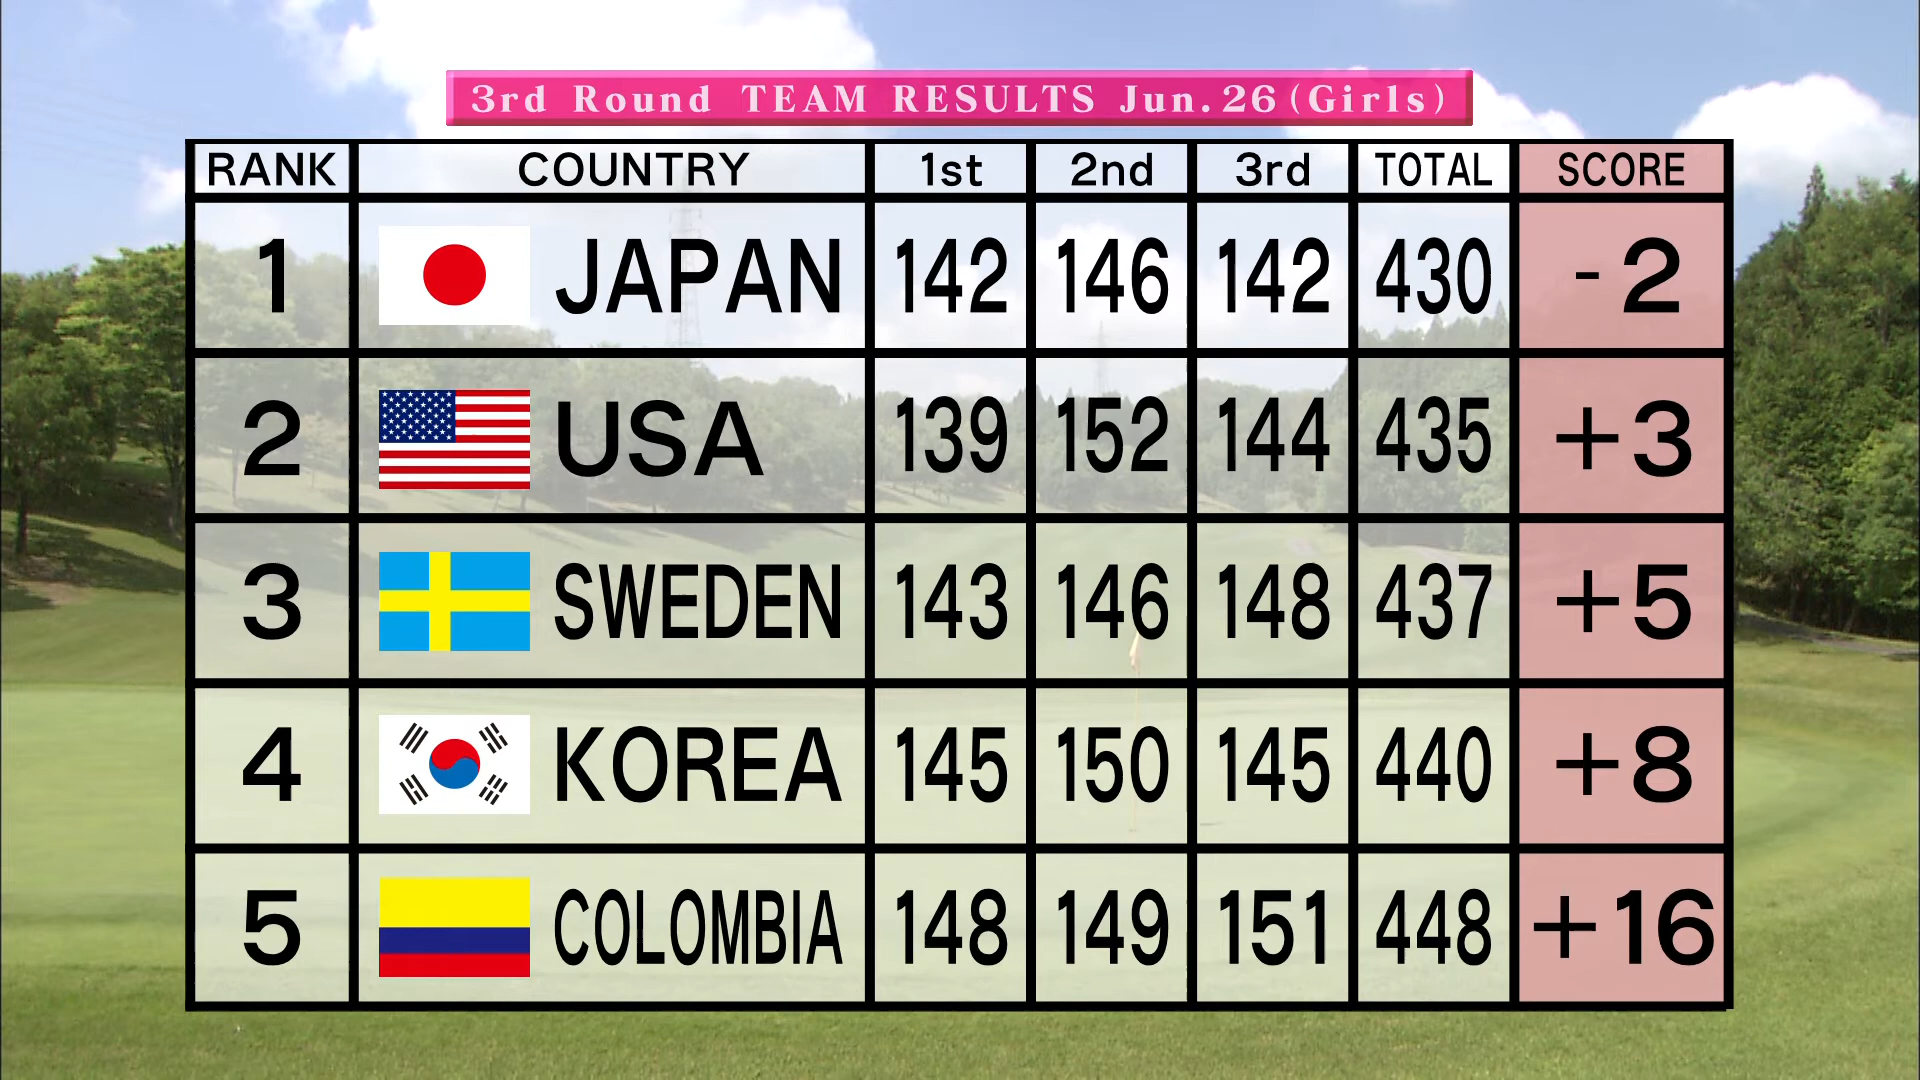 3rd Round TEAM RESULTS Jun.26(Girls)
RANK COUNTRY 1st 2nd 3rd TOTAL SCORE
1 JAPAN 142 146 142 430 -2
2 USA 139 152 144 435 +3
3 SWEDEN 143 146 148 437 +5
4 KOREA 145 150 145 440 +8
5 COLOMBIA 148 149 151 448 +16